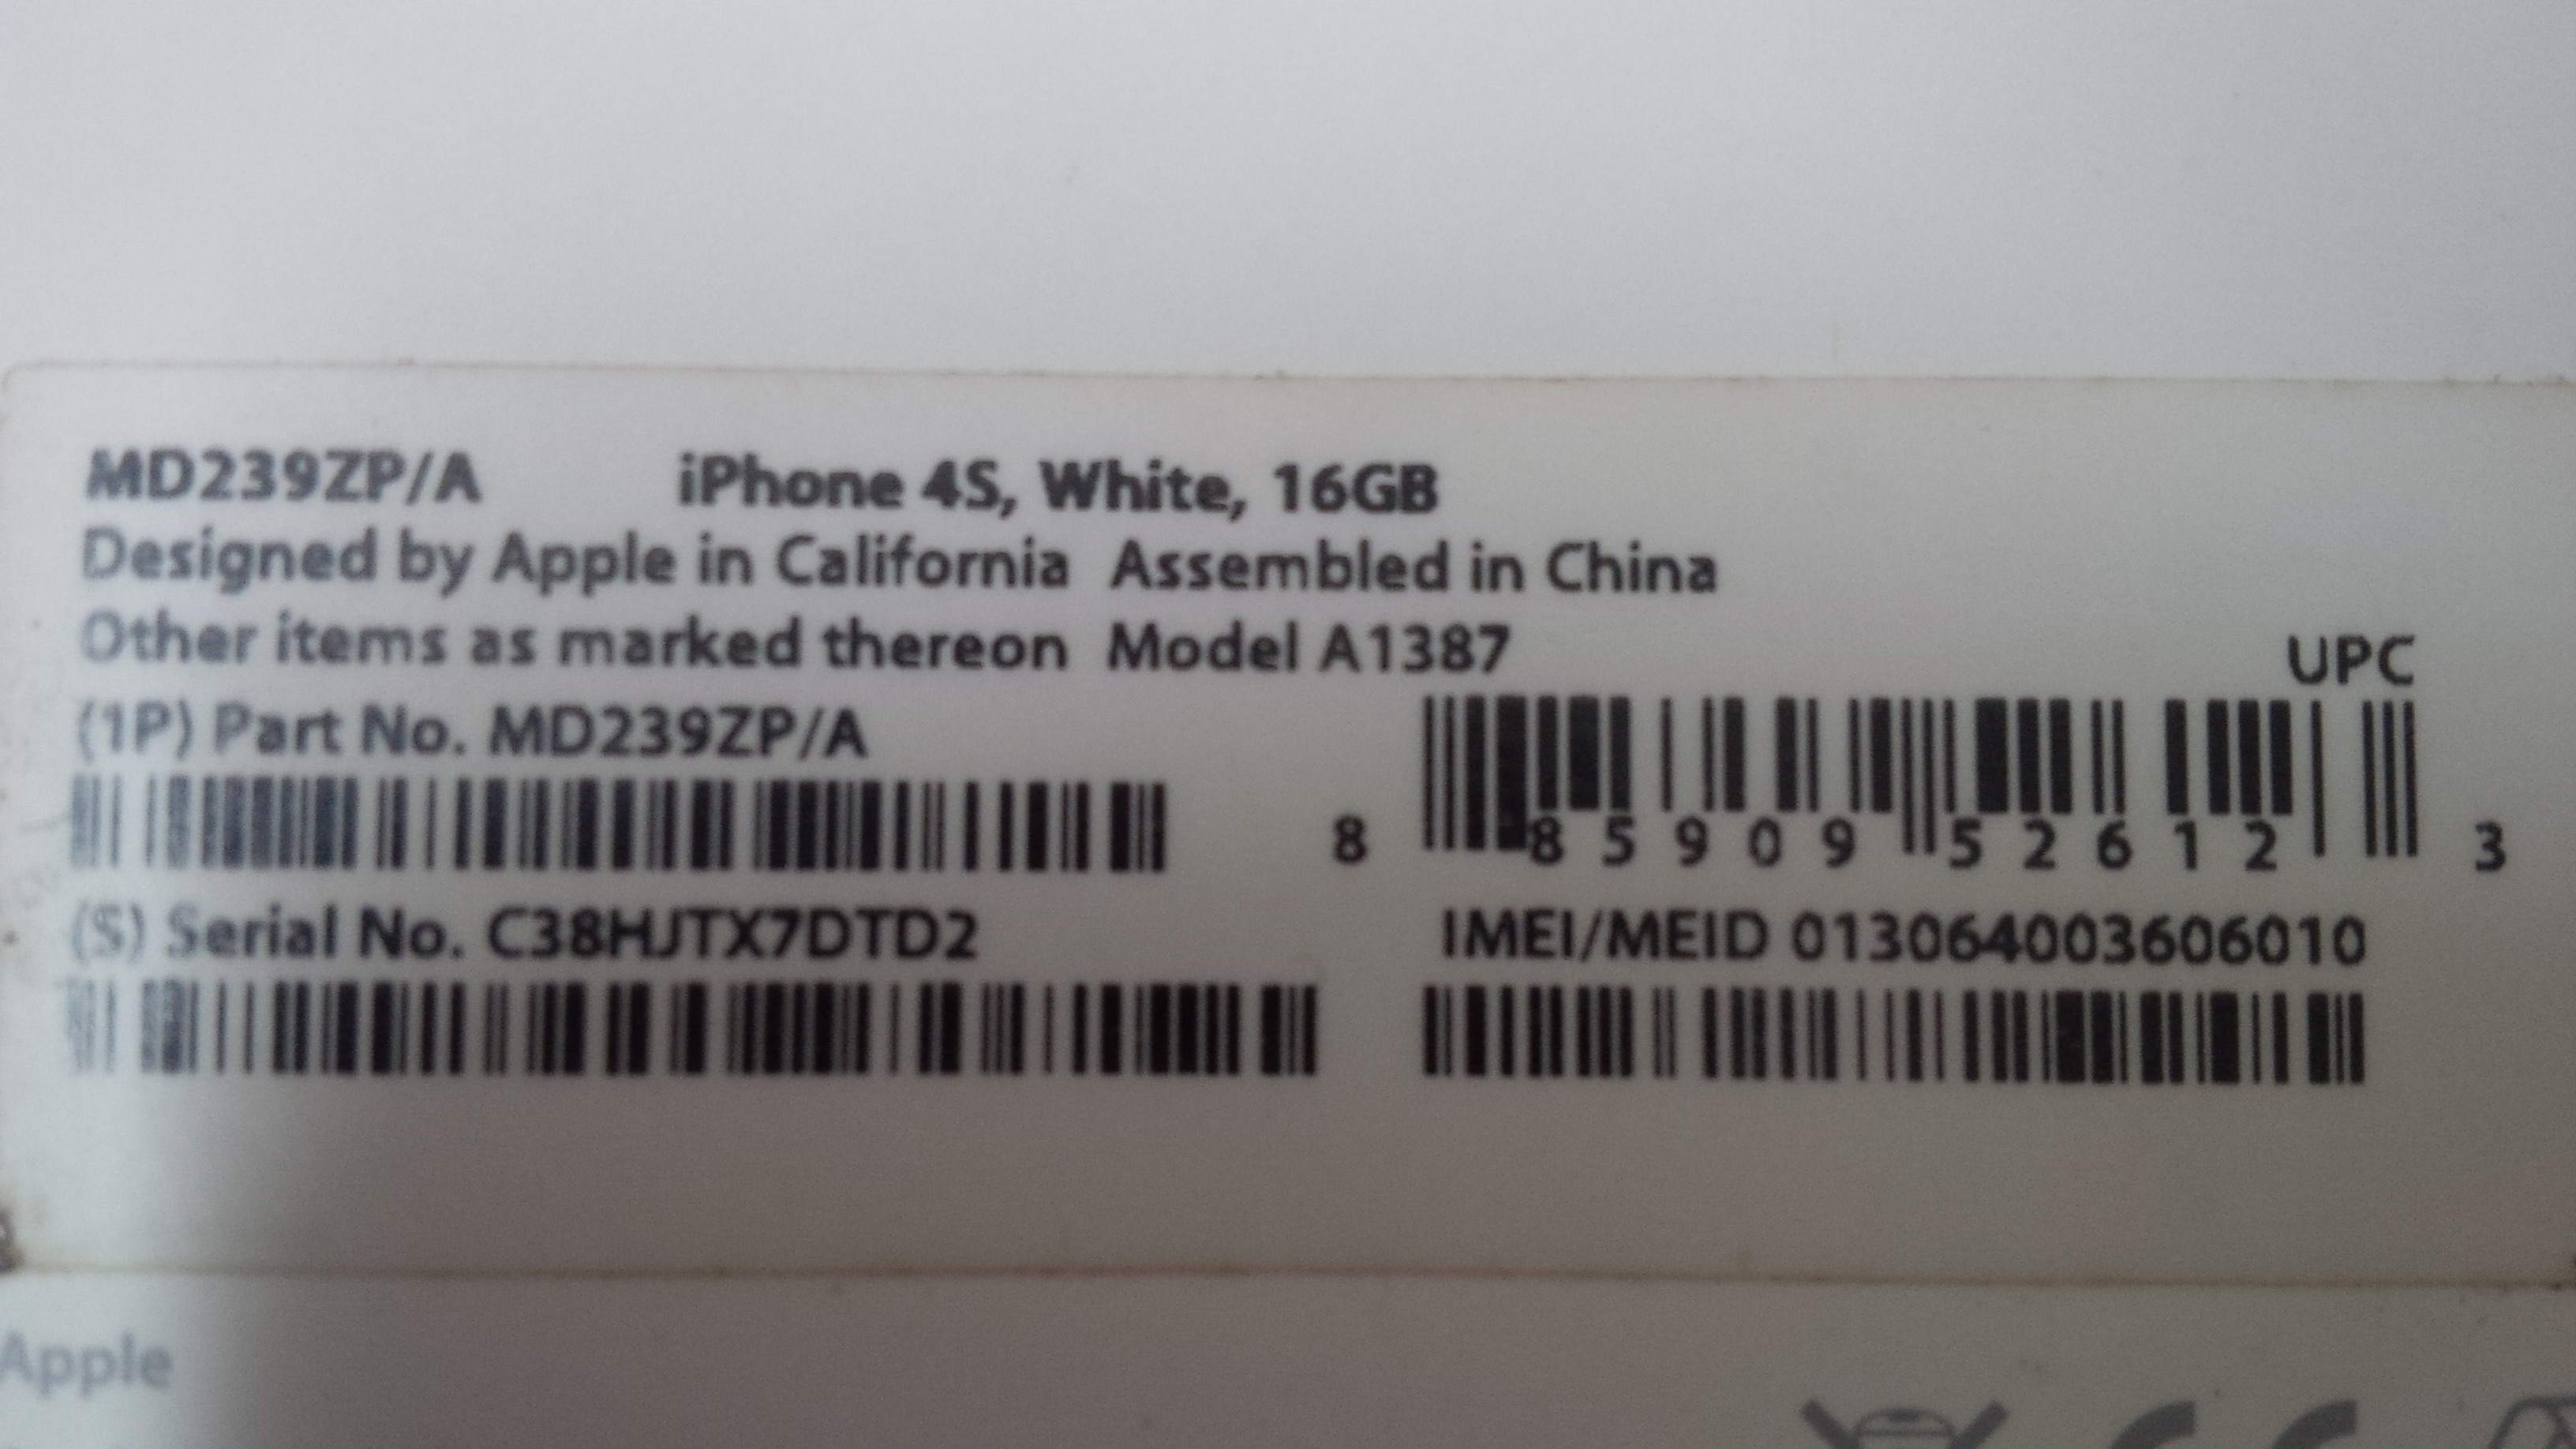 MD239ZP/A iPhone 4S, White, 16GB
Designed by Apple in California Assembled in China
Other items as marked thereon Model A1387
UPC
(1P) Part No. MD239ZP/A
8 85909 52612 3
(S) Serial No. C38HJTX7DTD2
IMEI/MEID 013064003606010
Apple